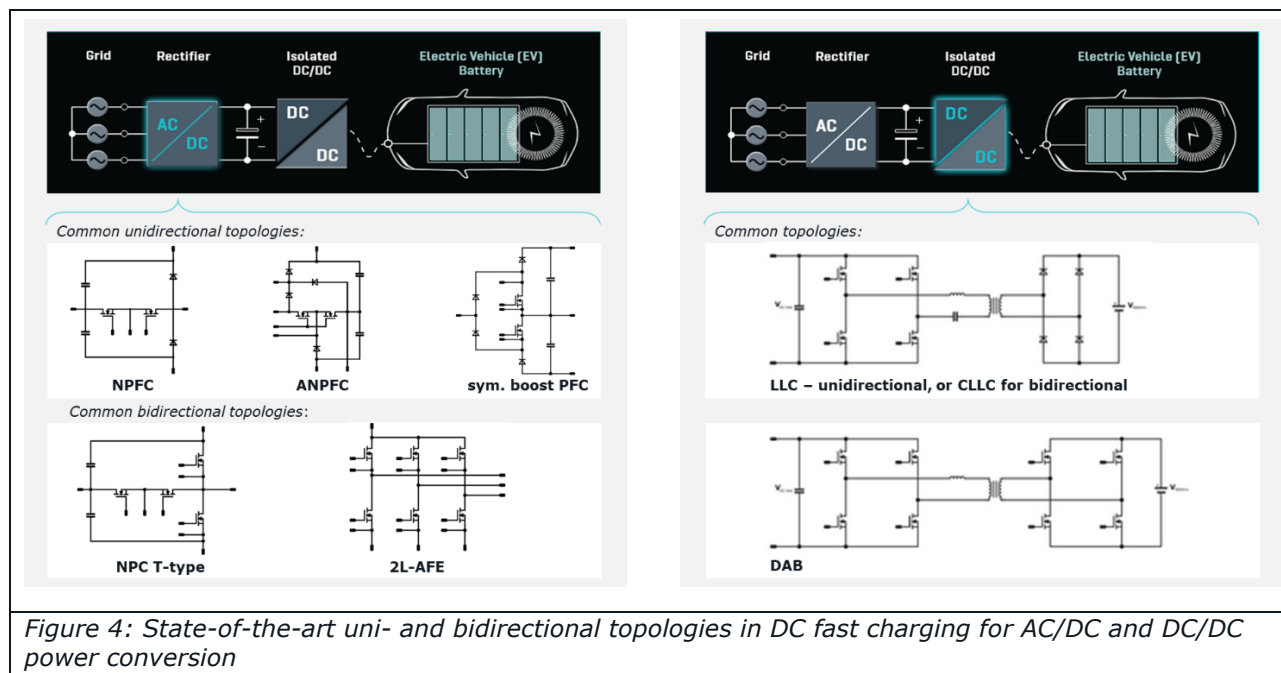 Grid Rectifier Isolated DC/DC Electric Vehicle (EV) Battery
AC
DC
+
−
DC
DC
Common unidirectional topologies:
NPFC
ANPFC
sym. boost PFC
Common bidirectional topologies:
NPC T-type
2L-AFE
Grid Rectifier Isolated DC/DC Electric Vehicle (EV) Battery
AC
DC
+
−
DC
DC
Common topologies:
LLC – unidirectional, or CLLC for bidirectional
DAB
Figure 4: State-of-the-art uni- and bidirectional topologies in DC fast charging for AC/DC and DC/DC
power conversion